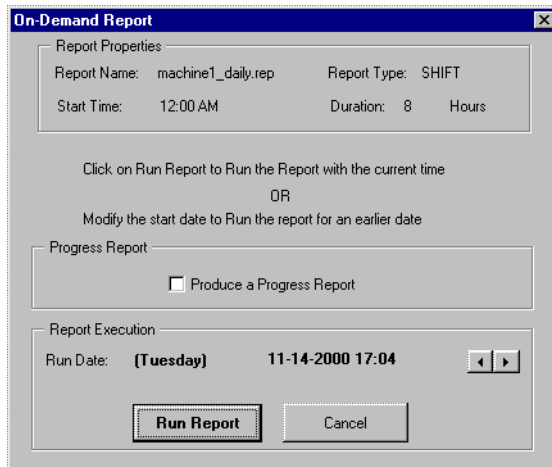 On-Demand Report
Report Properties
Report Name: machine1_daily.rep Report Type: SHIFT
Start Time: 12:00 AM Duration: 8 Hours
Click on Run Report to Run the Report with the current time
OR
Modify the start date to Run the report for an earlier date
Progress Report
Produce a Progress Report
Report Execution
Run Date: (Tuesday) 11-14-2000 17:04
Run Report Cancel